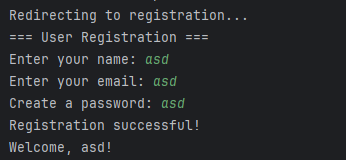 Redirecting to registration...
=== User Registration ===
Enter your name: asd
Enter your email: asd
Create a password: asd
Registration successful!
Welcome, asd!